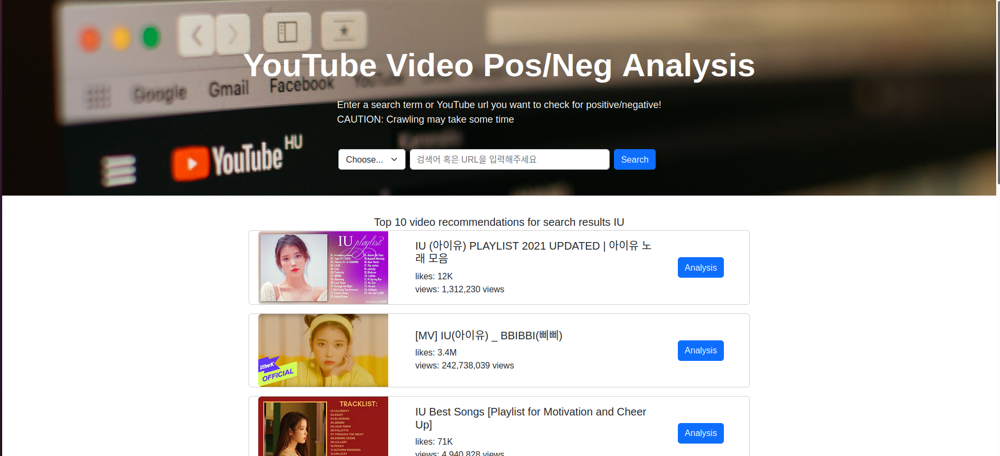 Google Gmail Facebook YouTube
YouTube HU
YouTube Video Pos/Neg Analysis
Enter a search term or YouTube url you want to check for positive/negative!
CAUTION: Crawling may take some time
Choose...
검색어 혹은 URL을 입력해주세요
Search
Top 10 video recommendations for search results IU
IU playlist
IU (아이유) PLAYLIST 2021 UPDATED | 아이유 노
래 모음
likes: 12K
views: 1,312,230 views
Analysis
1theK
OFFICIAL
[MV] IU(아이유) _ BBIBBI(삐삐)
likes: 3.4M
views: 242,738,039 views
Analysis
TRACKLIST:
01.CELEBRITY
02.EIGHT
03.BLUEMING
04.BBIBBI
05.LOVE POEM
06.PALLETTE
07.THROUGH THE NIGHT
08.ENDING SCENE
09.LULLABY
10.PEACH
11.AUTUMN MORNING
12.UNLUCKY
IU Best Songs [Playlist for Motivation and Cheer
Up]
likes: 71K
views: 4,940,828 views
Analysis